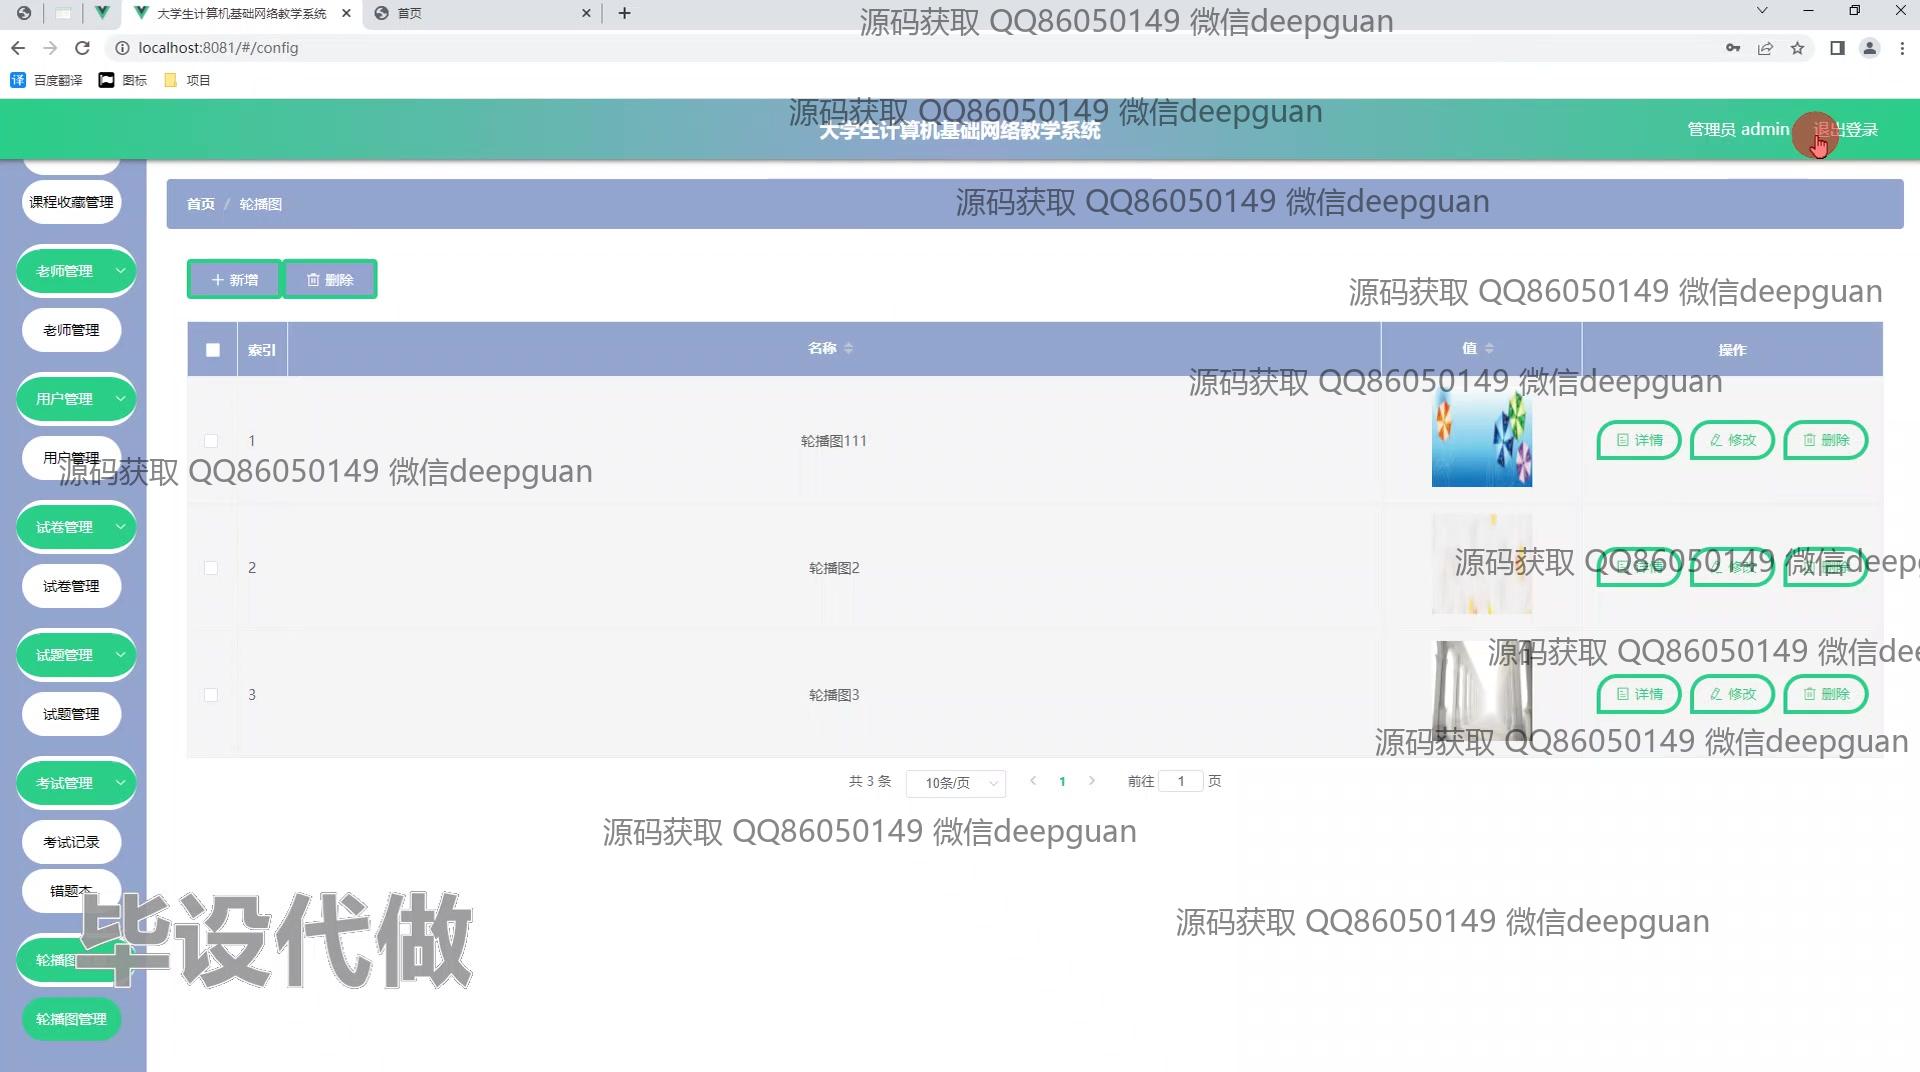 大学生计算机基础网络教学系统
首页
源码获取 QQ86050149 微信deepguan
localhost:8081/#/config
百度翻译
图标
项目
源码获取 QQ86050149 微信deepguan
大学生计算机基础网络教学系统
管理员 admin
退出登录
课程收藏管理
首页 / 轮播图
源码获取 QQ86050149 微信deepguan
老师管理
新增
删除
源码获取 QQ86050149 微信deepguan
老师管理
索引
名称
值
操作
源码获取 QQ86050149 微信deepguan
用户管理
1
轮播图111
详情
修改
删除
用户管理
源码获取 QQ86050149 微信deepguan
试卷管理
2
轮播图2
源码获取 QQ86050149 微信deep
详情
修改
删除
试卷管理
试题管理
源码获取 QQ86050149 微信dee
3
轮播图3
详情
修改
删除
试题管理
源码获取 QQ86050149 微信deepguan
考试管理
共 3 条
10条/页
1
前往 1 页
考试记录
源码获取 QQ86050149 微信deepguan
错题本
毕设代做
源码获取 QQ86050149 微信deepguan
轮播图
轮播图管理